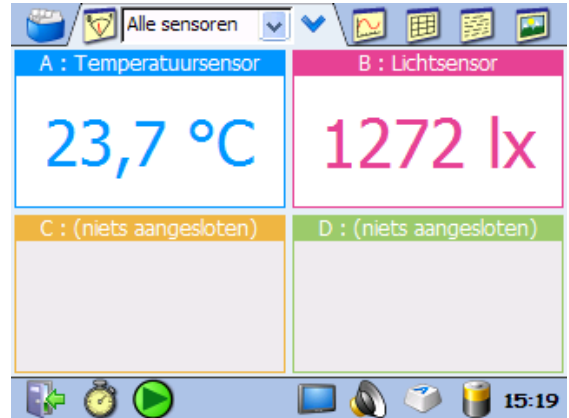 Alle sensoren
A : Temperatuursensor
23,7 °C
B : Lichtsensor
1272 lx
C : (niets aangesloten)
D : (niets aangesloten)
15:19